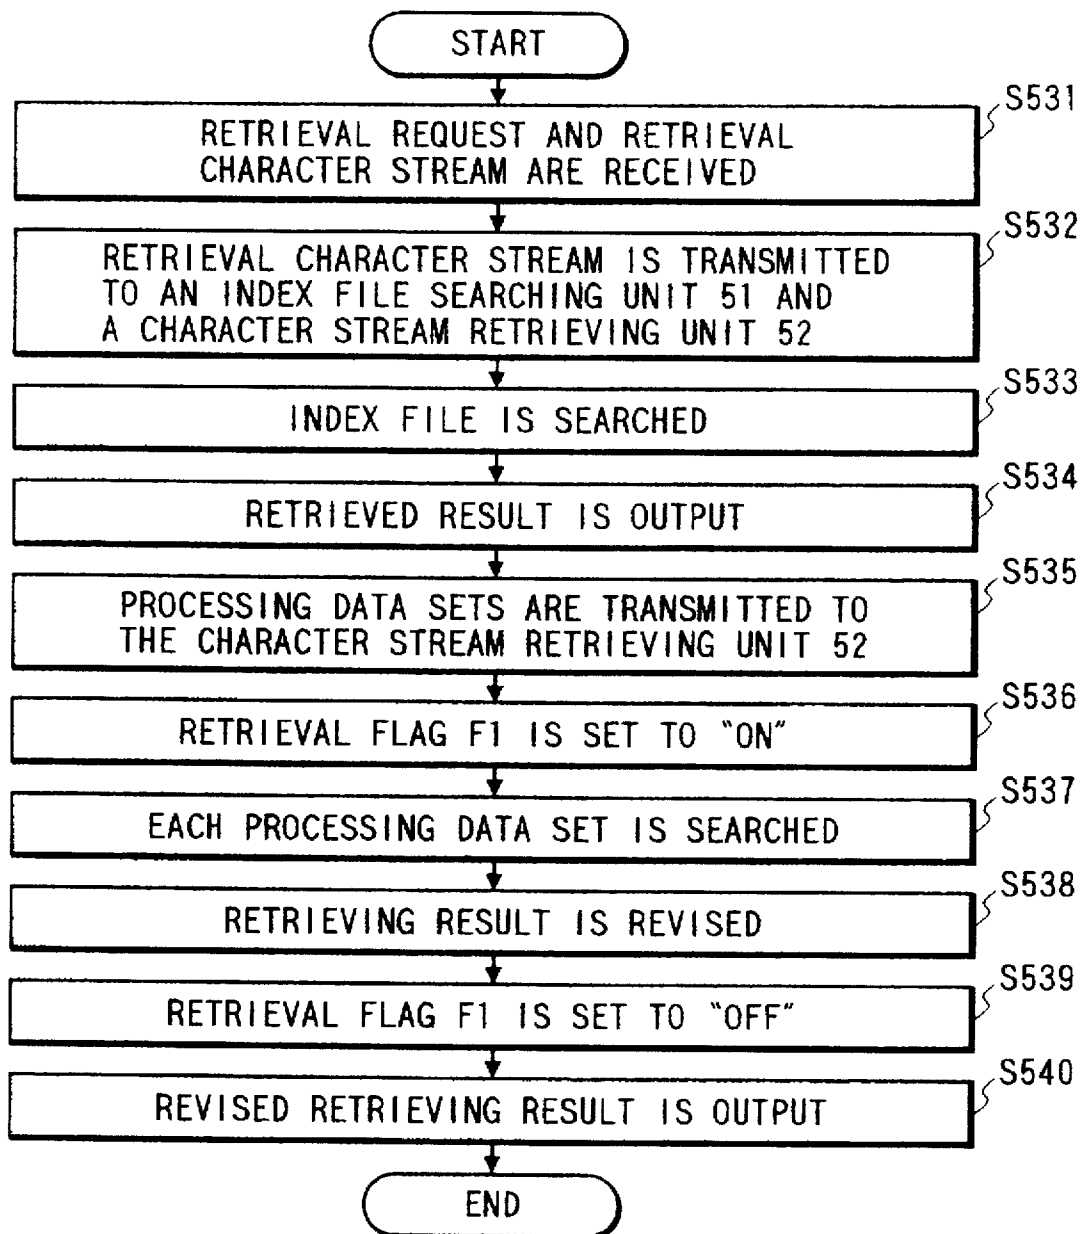 START
S531
RETRIEVAL REQUEST AND RETRIEVAL
CHARACTER STREAM ARE RECEIVED
S532
RETRIEVAL CHARACTER STREAM IS TRANSMITTED
TO AN INDEX FILE SEARCHING UNIT 51 AND
A CHARACTER STREAM RETRIEVING UNIT 52
S533
INDEX FILE IS SEARCHED
S534
RETRIEVED RESULT IS OUTPUT
S535
PROCESSING DATA SETS ARE TRANSMITTED TO
THE CHARACTER STREAM RETRIEVING UNIT 52
S536
RETRIEVAL FLAG F1 IS SET TO "ON"
S537
EACH PROCESSING DATA SET IS SEARCHED
S538
RETRIEVING RESULT IS REVISED
S539
RETRIEVAL FLAG F1 IS SET TO "OFF"
S540
REVISED RETRIEVING RESULT IS OUTPUT
END